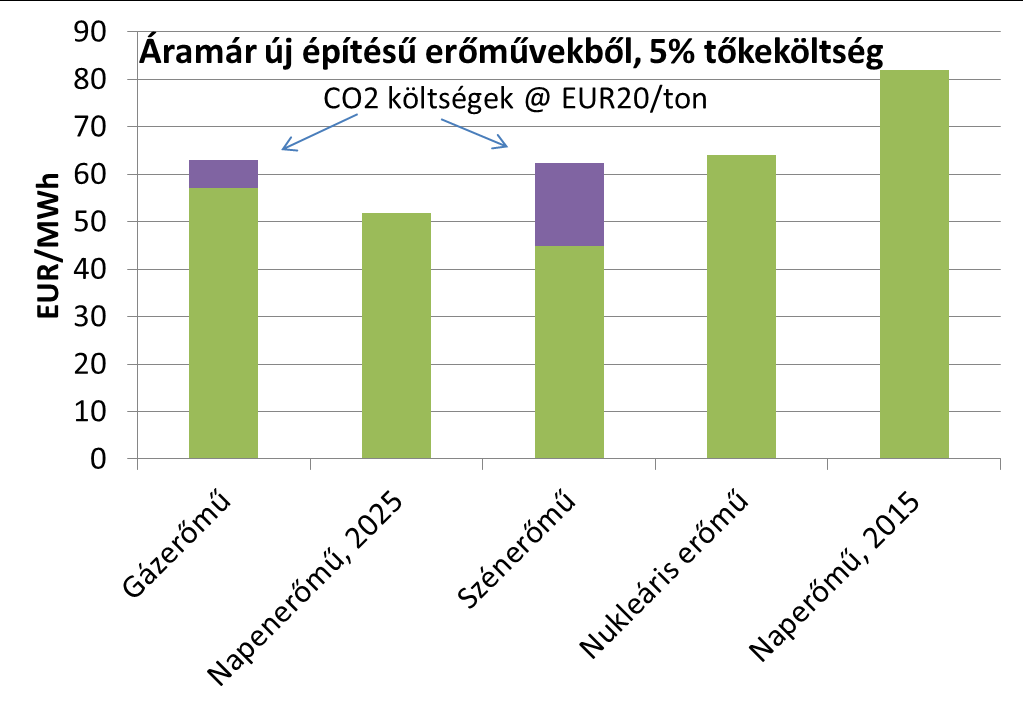 Áramár új építésű erőművekből, 5% tőkeköltség
CO2 költségek @ EUR20/ton
EUR/MWh
90
80
70
60
50
40
30
20
10
0
Gázerőmű
Napenerőmű, 2025
Szénerőmű
Nukleáris erőmű
Naperőmű, 2015